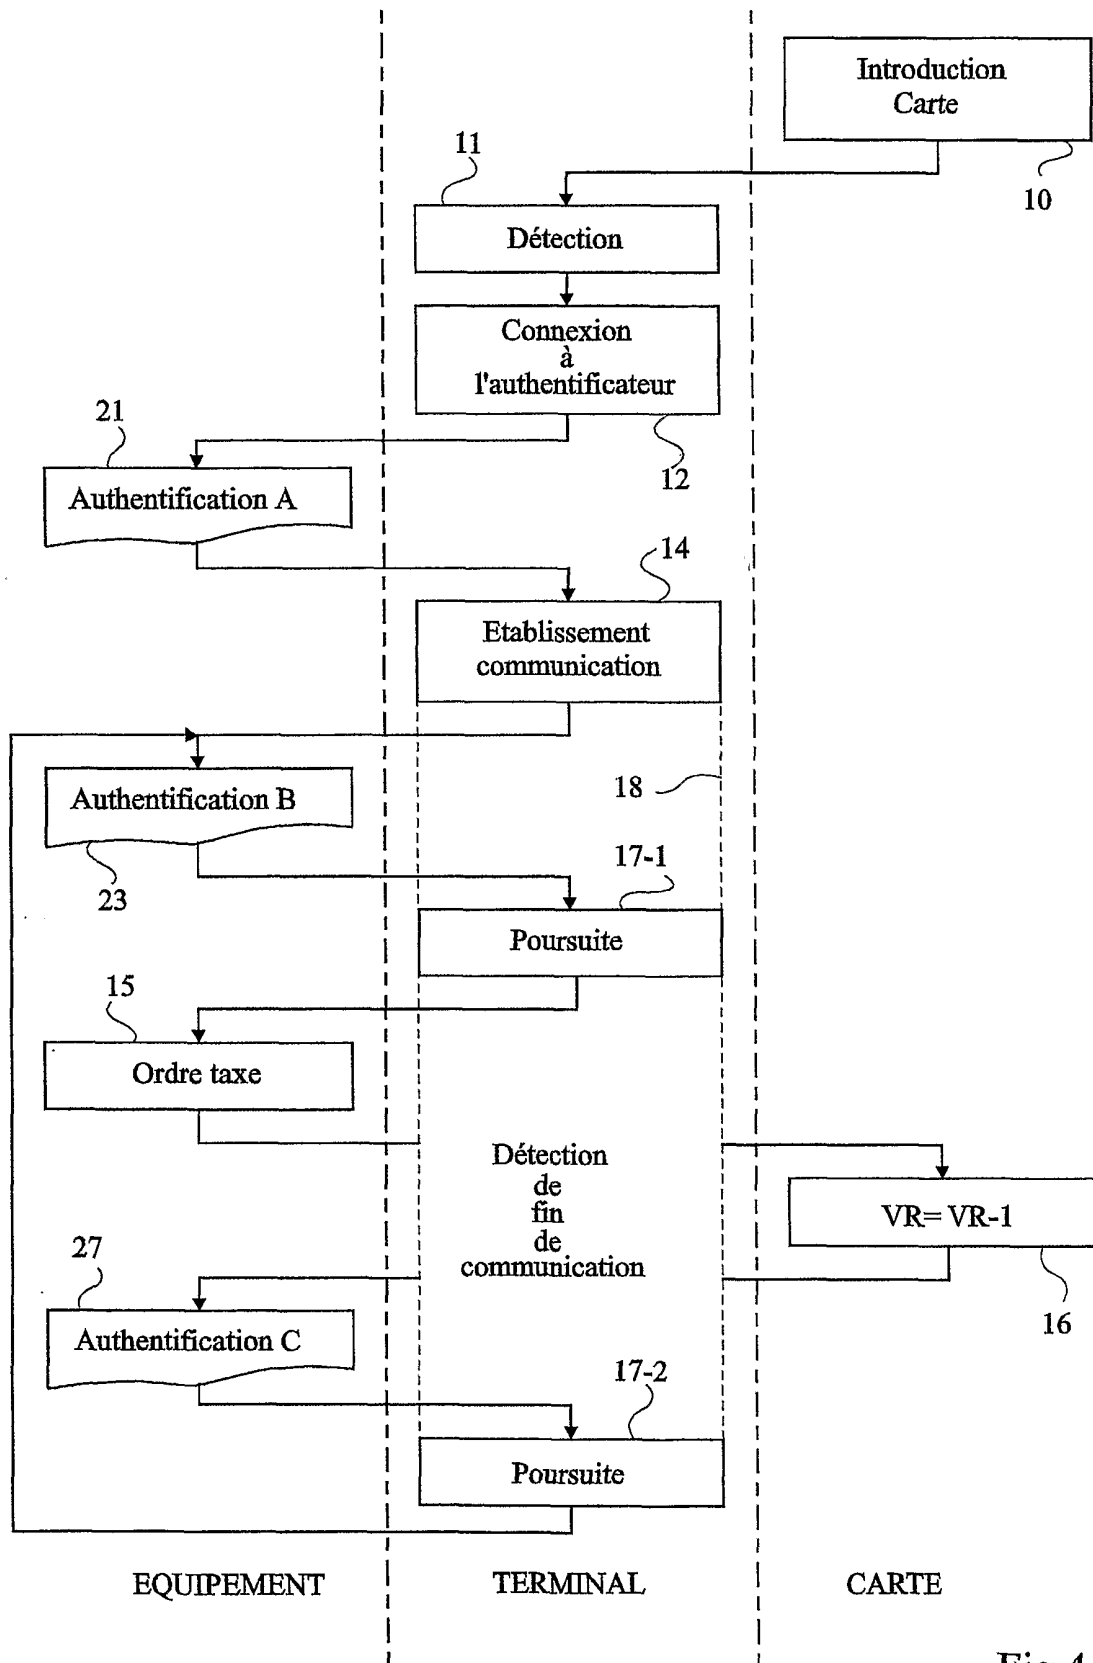 Introduction
Carte
10
11
Détection
Connexion
à
l'authentificateur
12
21
Authentification A
14
Etablissement
communication
18
Authentification B
23
17-1
Poursuite
15
Ordre taxe
Détection
de
fin
de
communication
VR= VR-1
16
27
Authentification C
17-2
Poursuite
EQUIPEMENT
TERMINAL
CARTE